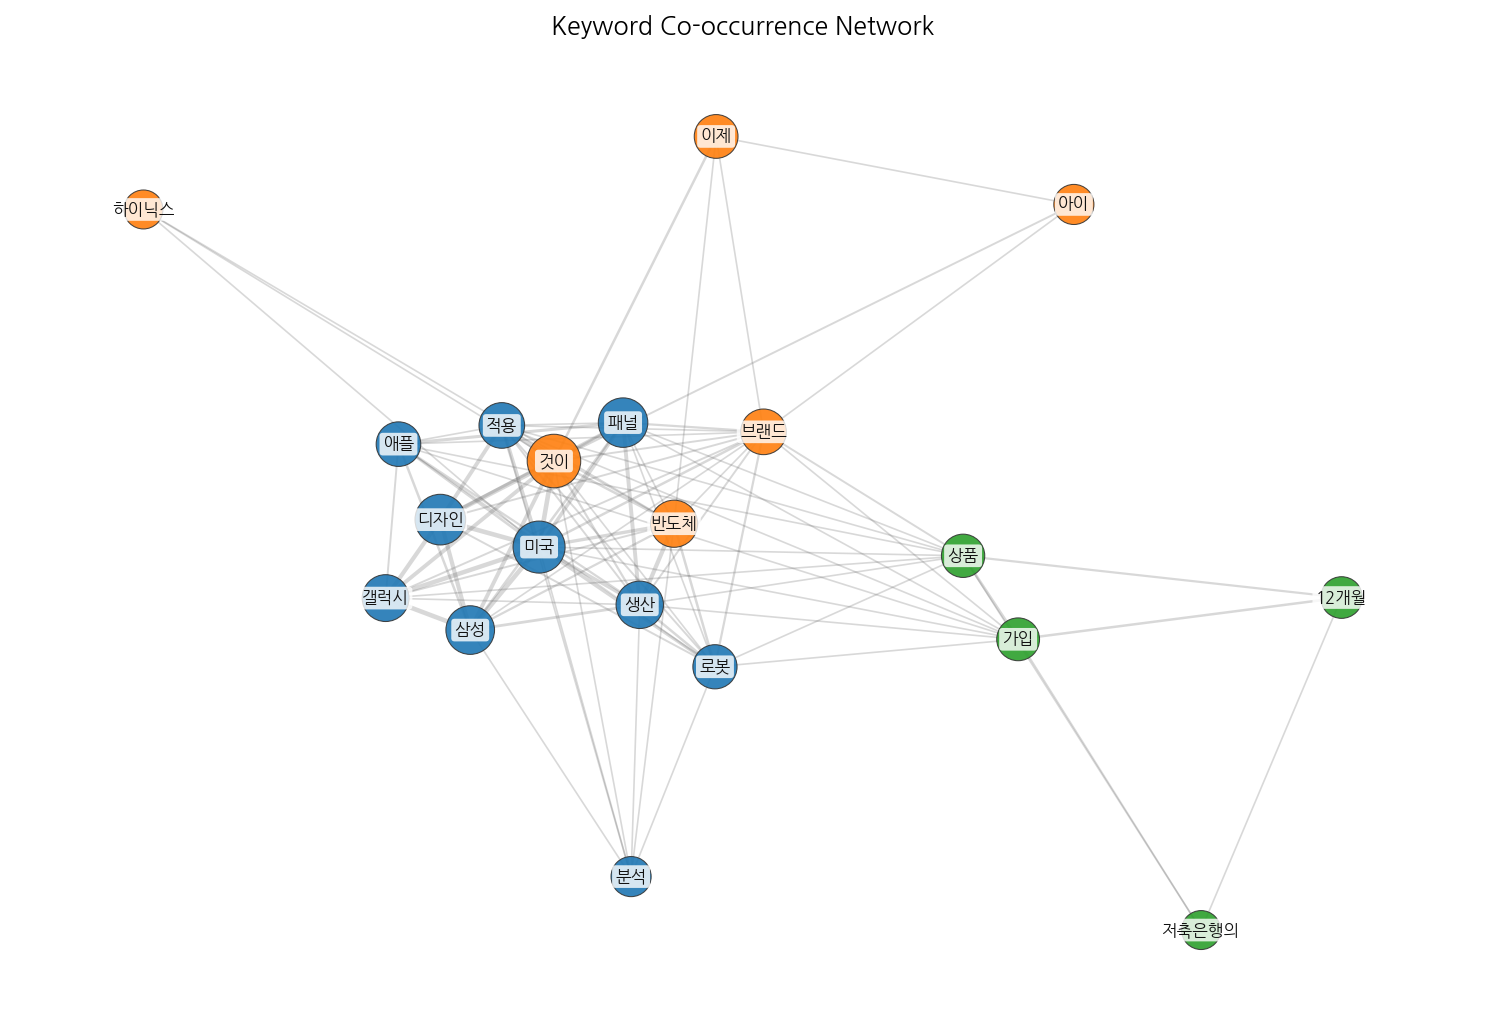 Keyword Co-occurrence Network
이제
아이
하이닉스
적용
패널
브랜드
애플
것이
디자인
반도체
미국
상품
갤럭시
생산
12개월
삼성
가입
로봇
분석
저축은행의